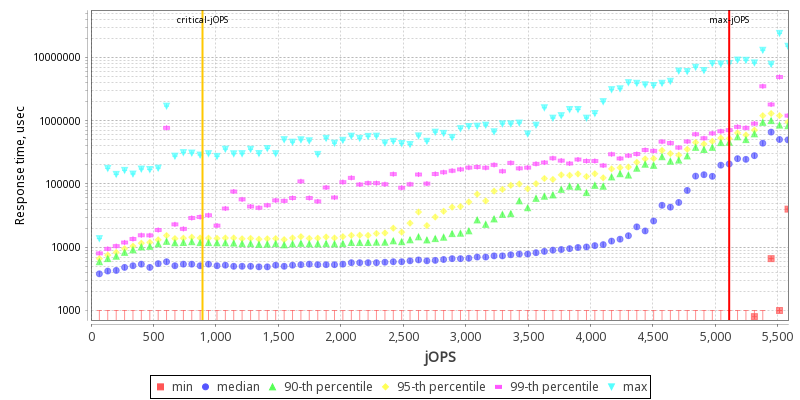 critical-jOPS max-jOPS
10000000
1000000
100000
10000
1000
Response time, usec
0 500 1,000 1,500 2,000 2,500 3,000 3,500 4,000 4,500 5,000 5,500
jOPS
min median 90-th percentile 95-th percentile 99-th percentile max